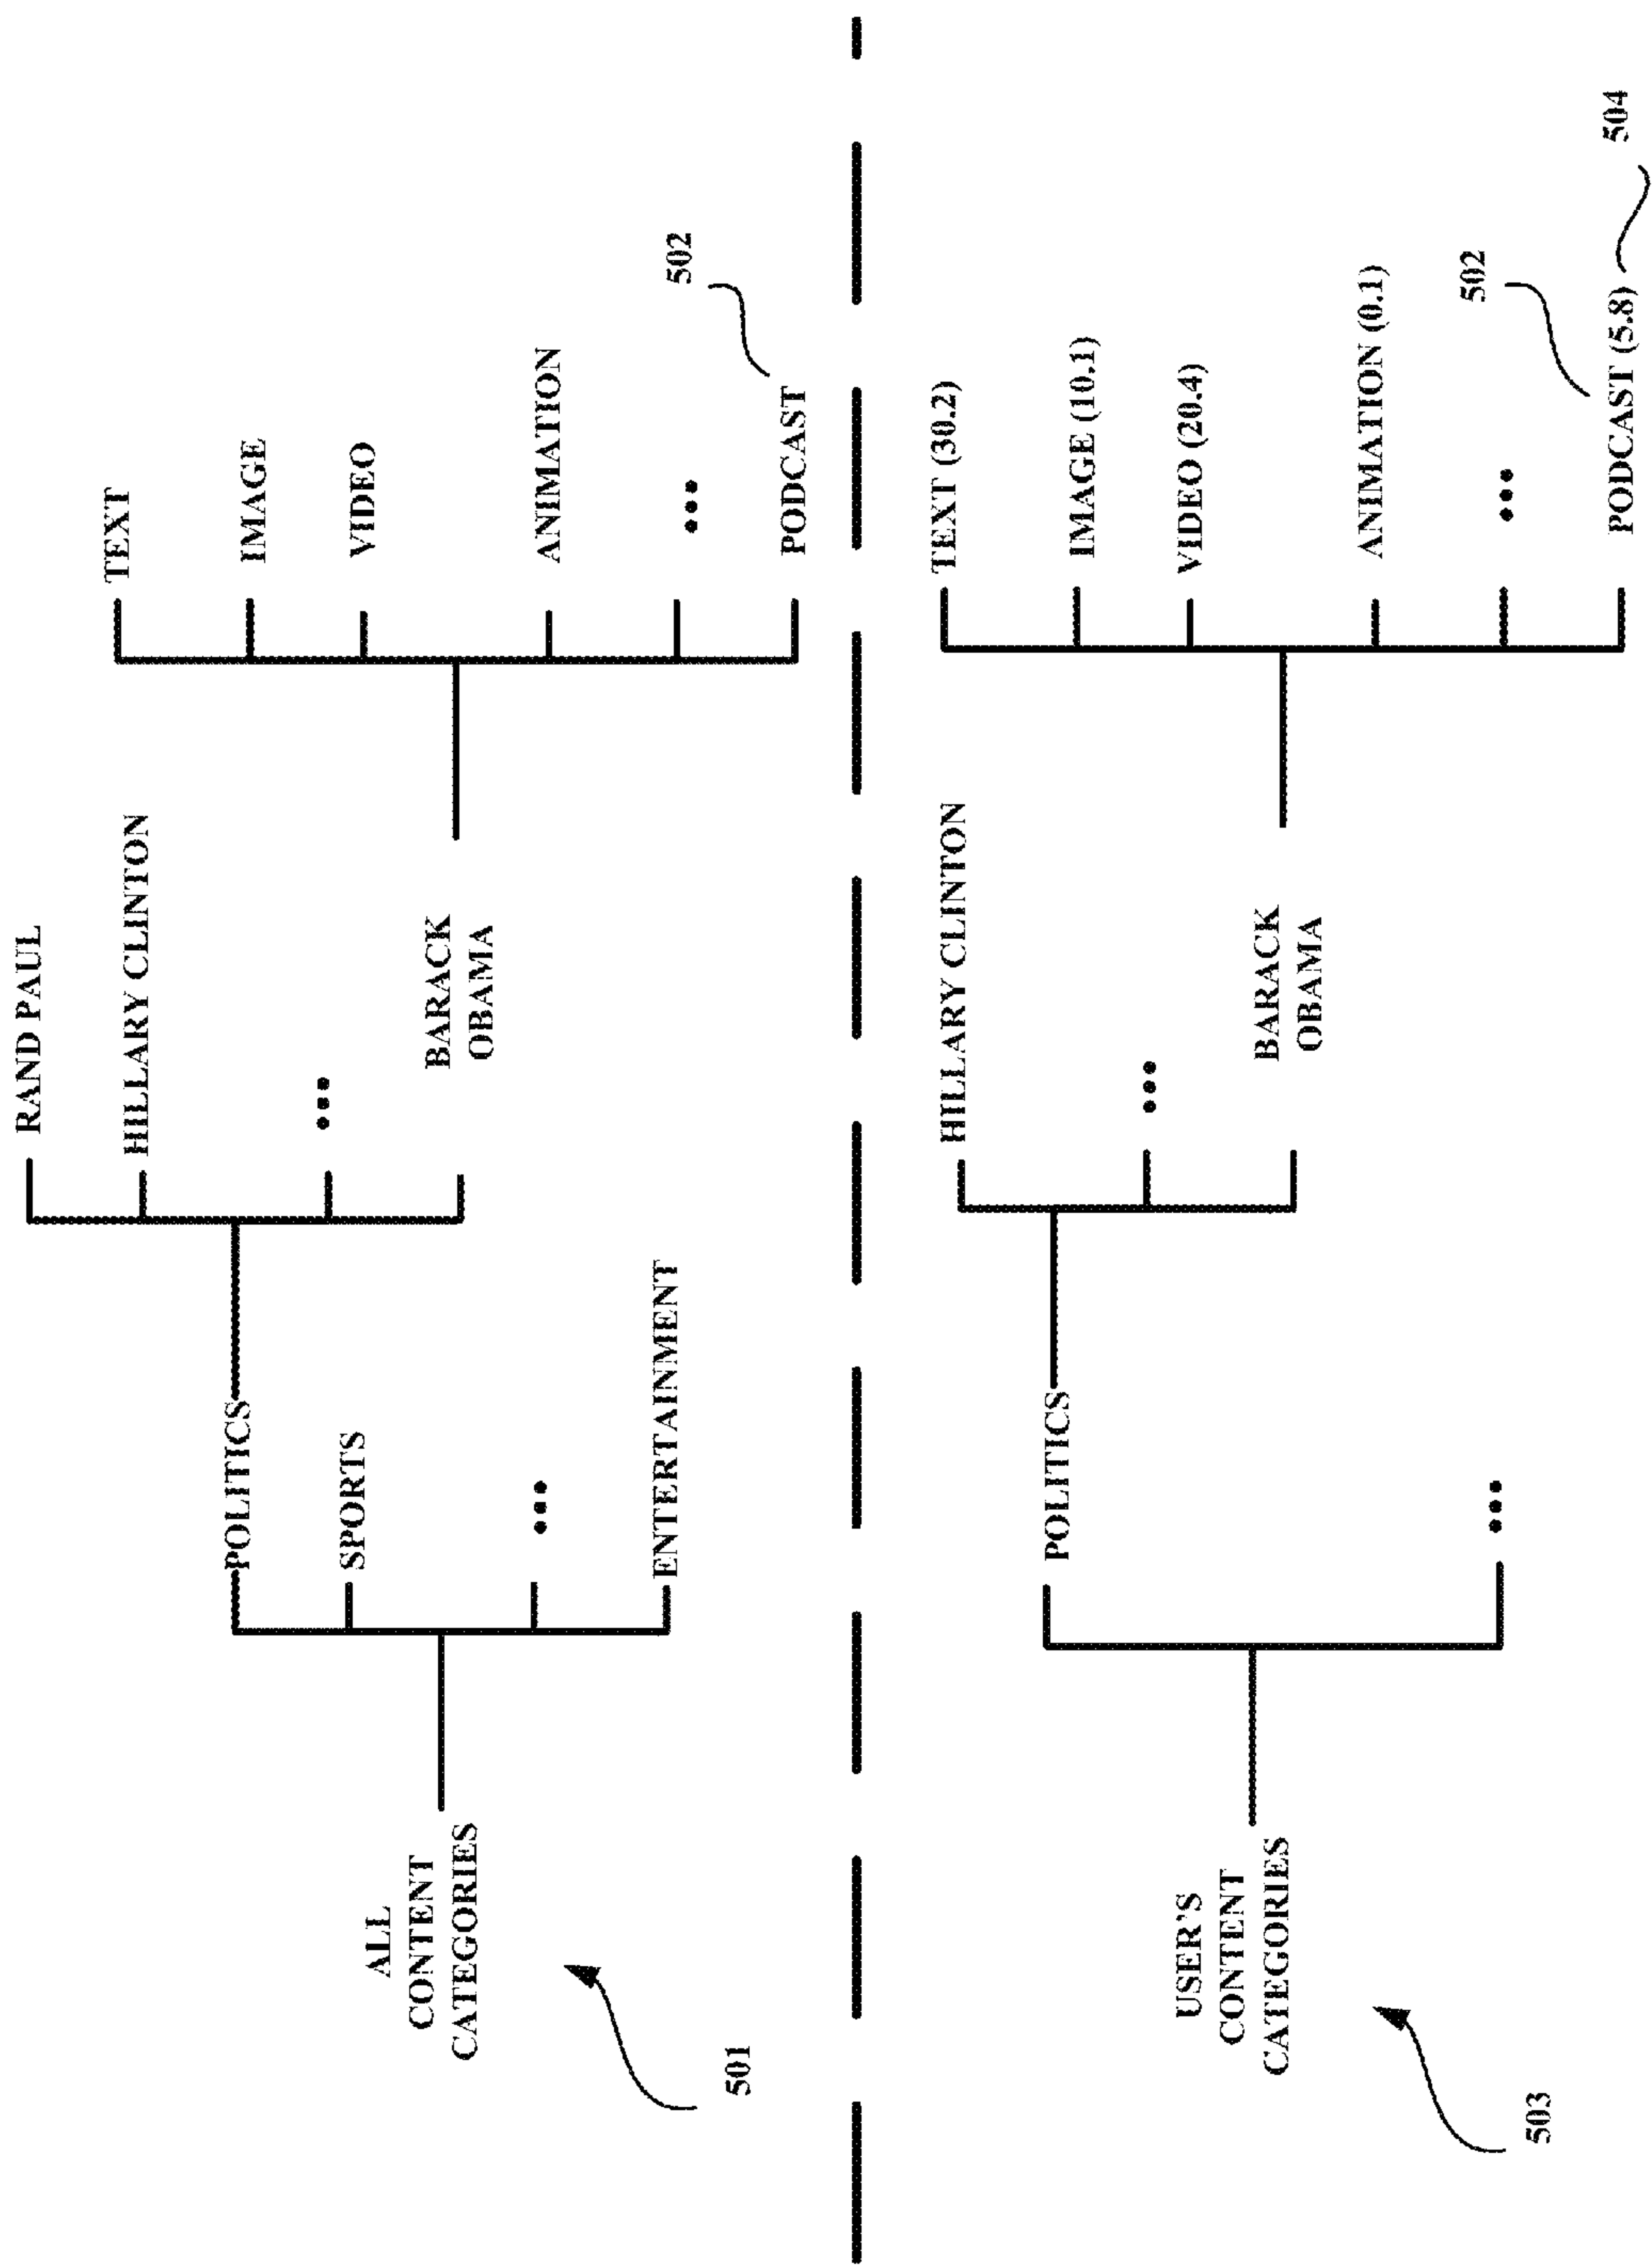 ALL
CONTENT
CATEGORIES
501
POLITICS
SPORTS
•••
ENTERTAINMENT
RAND PAUL
HILLARY CLINTON
•••
BARACK
OBAMA
TEXT
IMAGE
VIDEO
ANIMATION
•••
PODCAST
502
USER'S
CONTENT
CATEGORIES
503
POLITICS
•••
HILLARY CLINTON
•••
BARACK
OBAMA
TEXT (30.2)
IMAGE (10.1)
VIDEO (20.4)
ANIMATION (0.1)
•••
PODCAST (5.8)
502
504